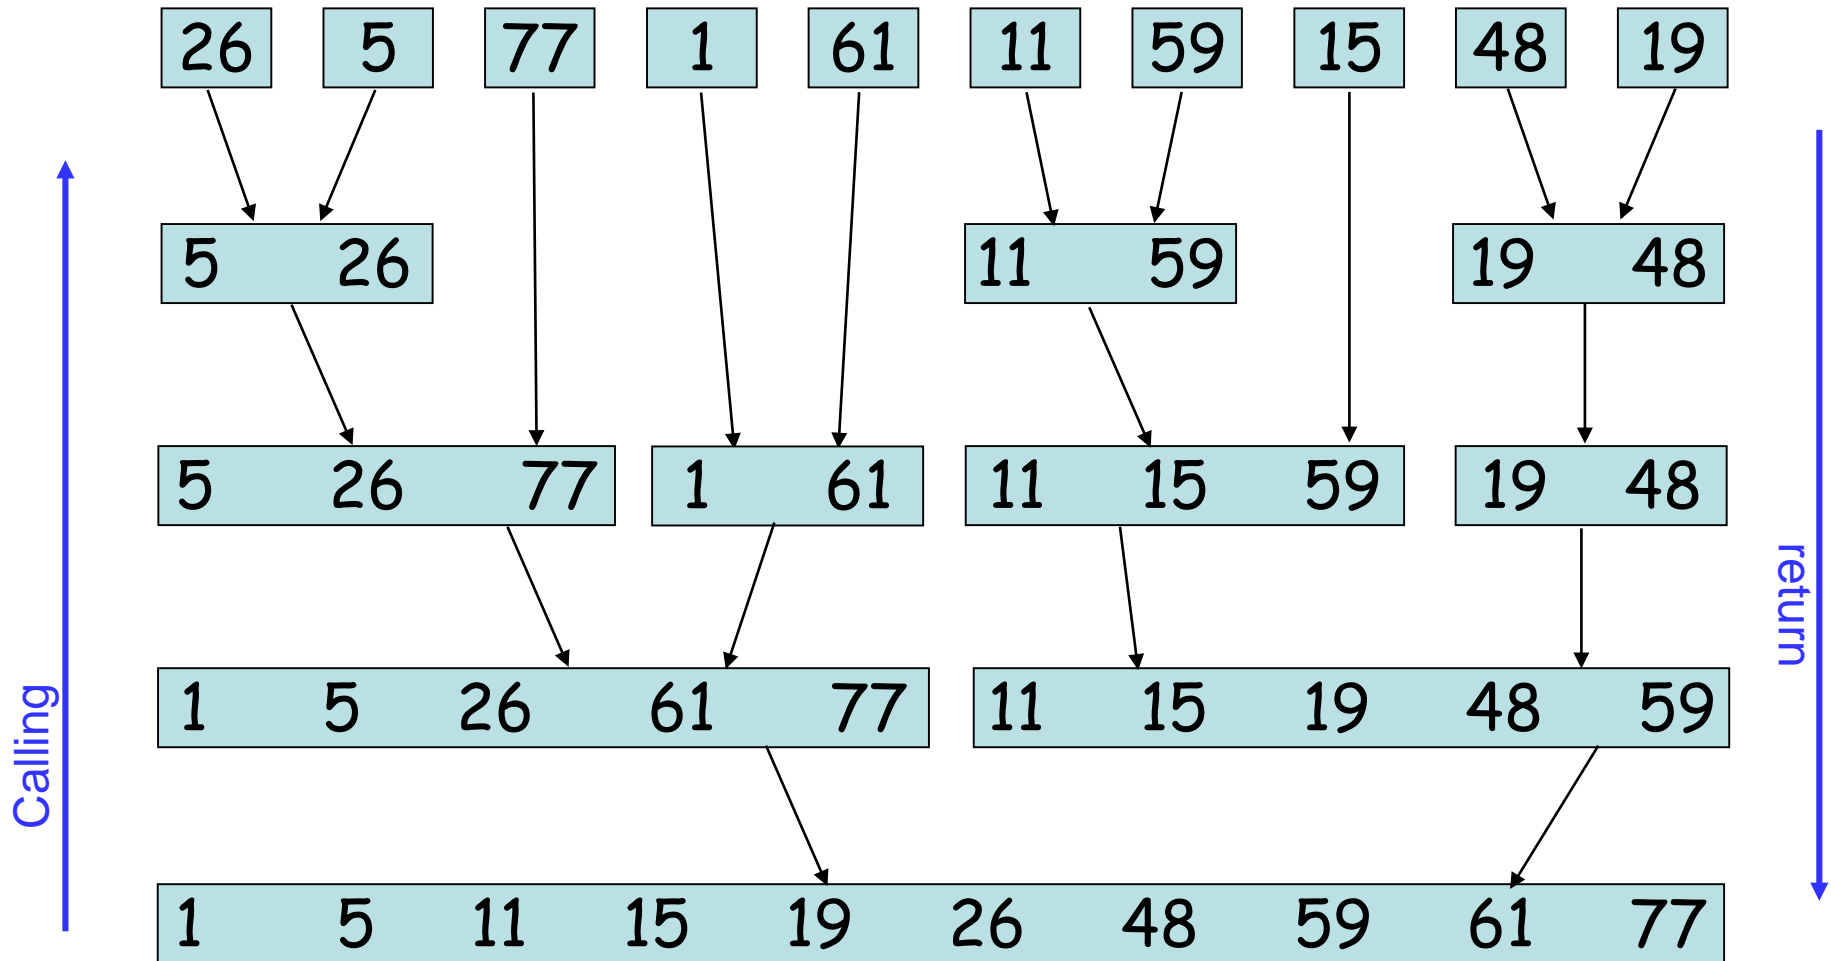 26 5 77 1 61 11 59 15 48 19
5 26 11 59 19 48
5 26 77 1 61 11 15 59 19 48
return
1 5 26 61 77 11 15 19 48 59
Calling
1 5 11 15 19 26 48 59 61 77